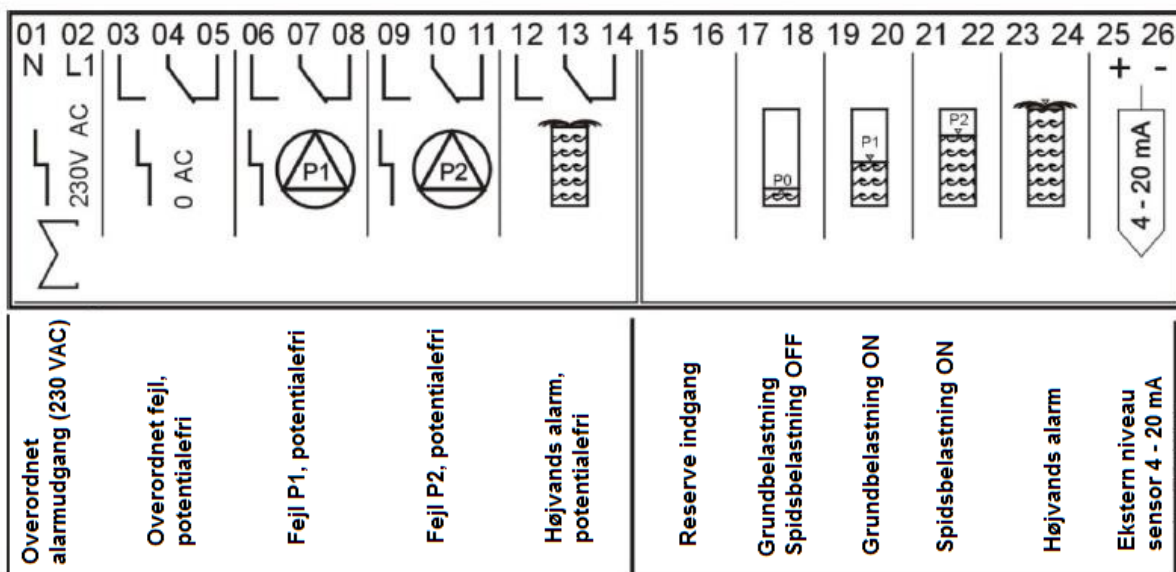 01 02 03 04 05 06 07 08 09 10 11 12 13 14 15 16 17 18 19 20 21 22 23 24 25 26
N L1
+ -
230V AC
0 AC
P1
P2
P0
P1
P2
4 - 20 mA
Overordnet
alarmudgang (230 VAC)
Overordnet fejl,
potentialefri
Fejl P1, potentialefri
Fejl P2, potentialefri
Højvands alarm,
potentialefri
Reserve indgang
Grundbelastning
Spidsbelastning OFF
Grundbelastning ON
Spidsbelastning ON
Højvands alarm
Ekstern niveau
sensor 4 - 20 mA